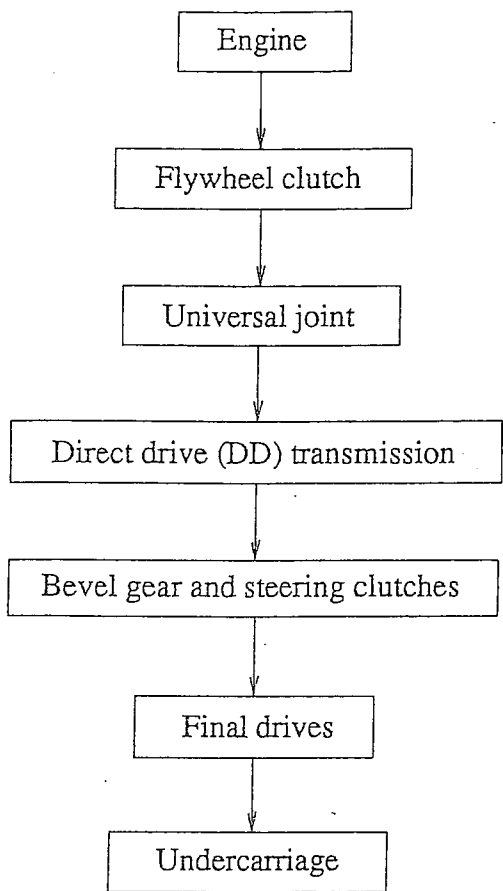 Engine
Flywheel clutch
Universal joint
Direct drive (DD) transmission
Bevel gear and steering clutches
Final drives
Undercarriage